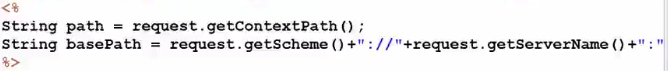 <%
String path = request.getContextPath();
String basePath = request.getScheme()+"://"+request.getServerName()+":"
%>